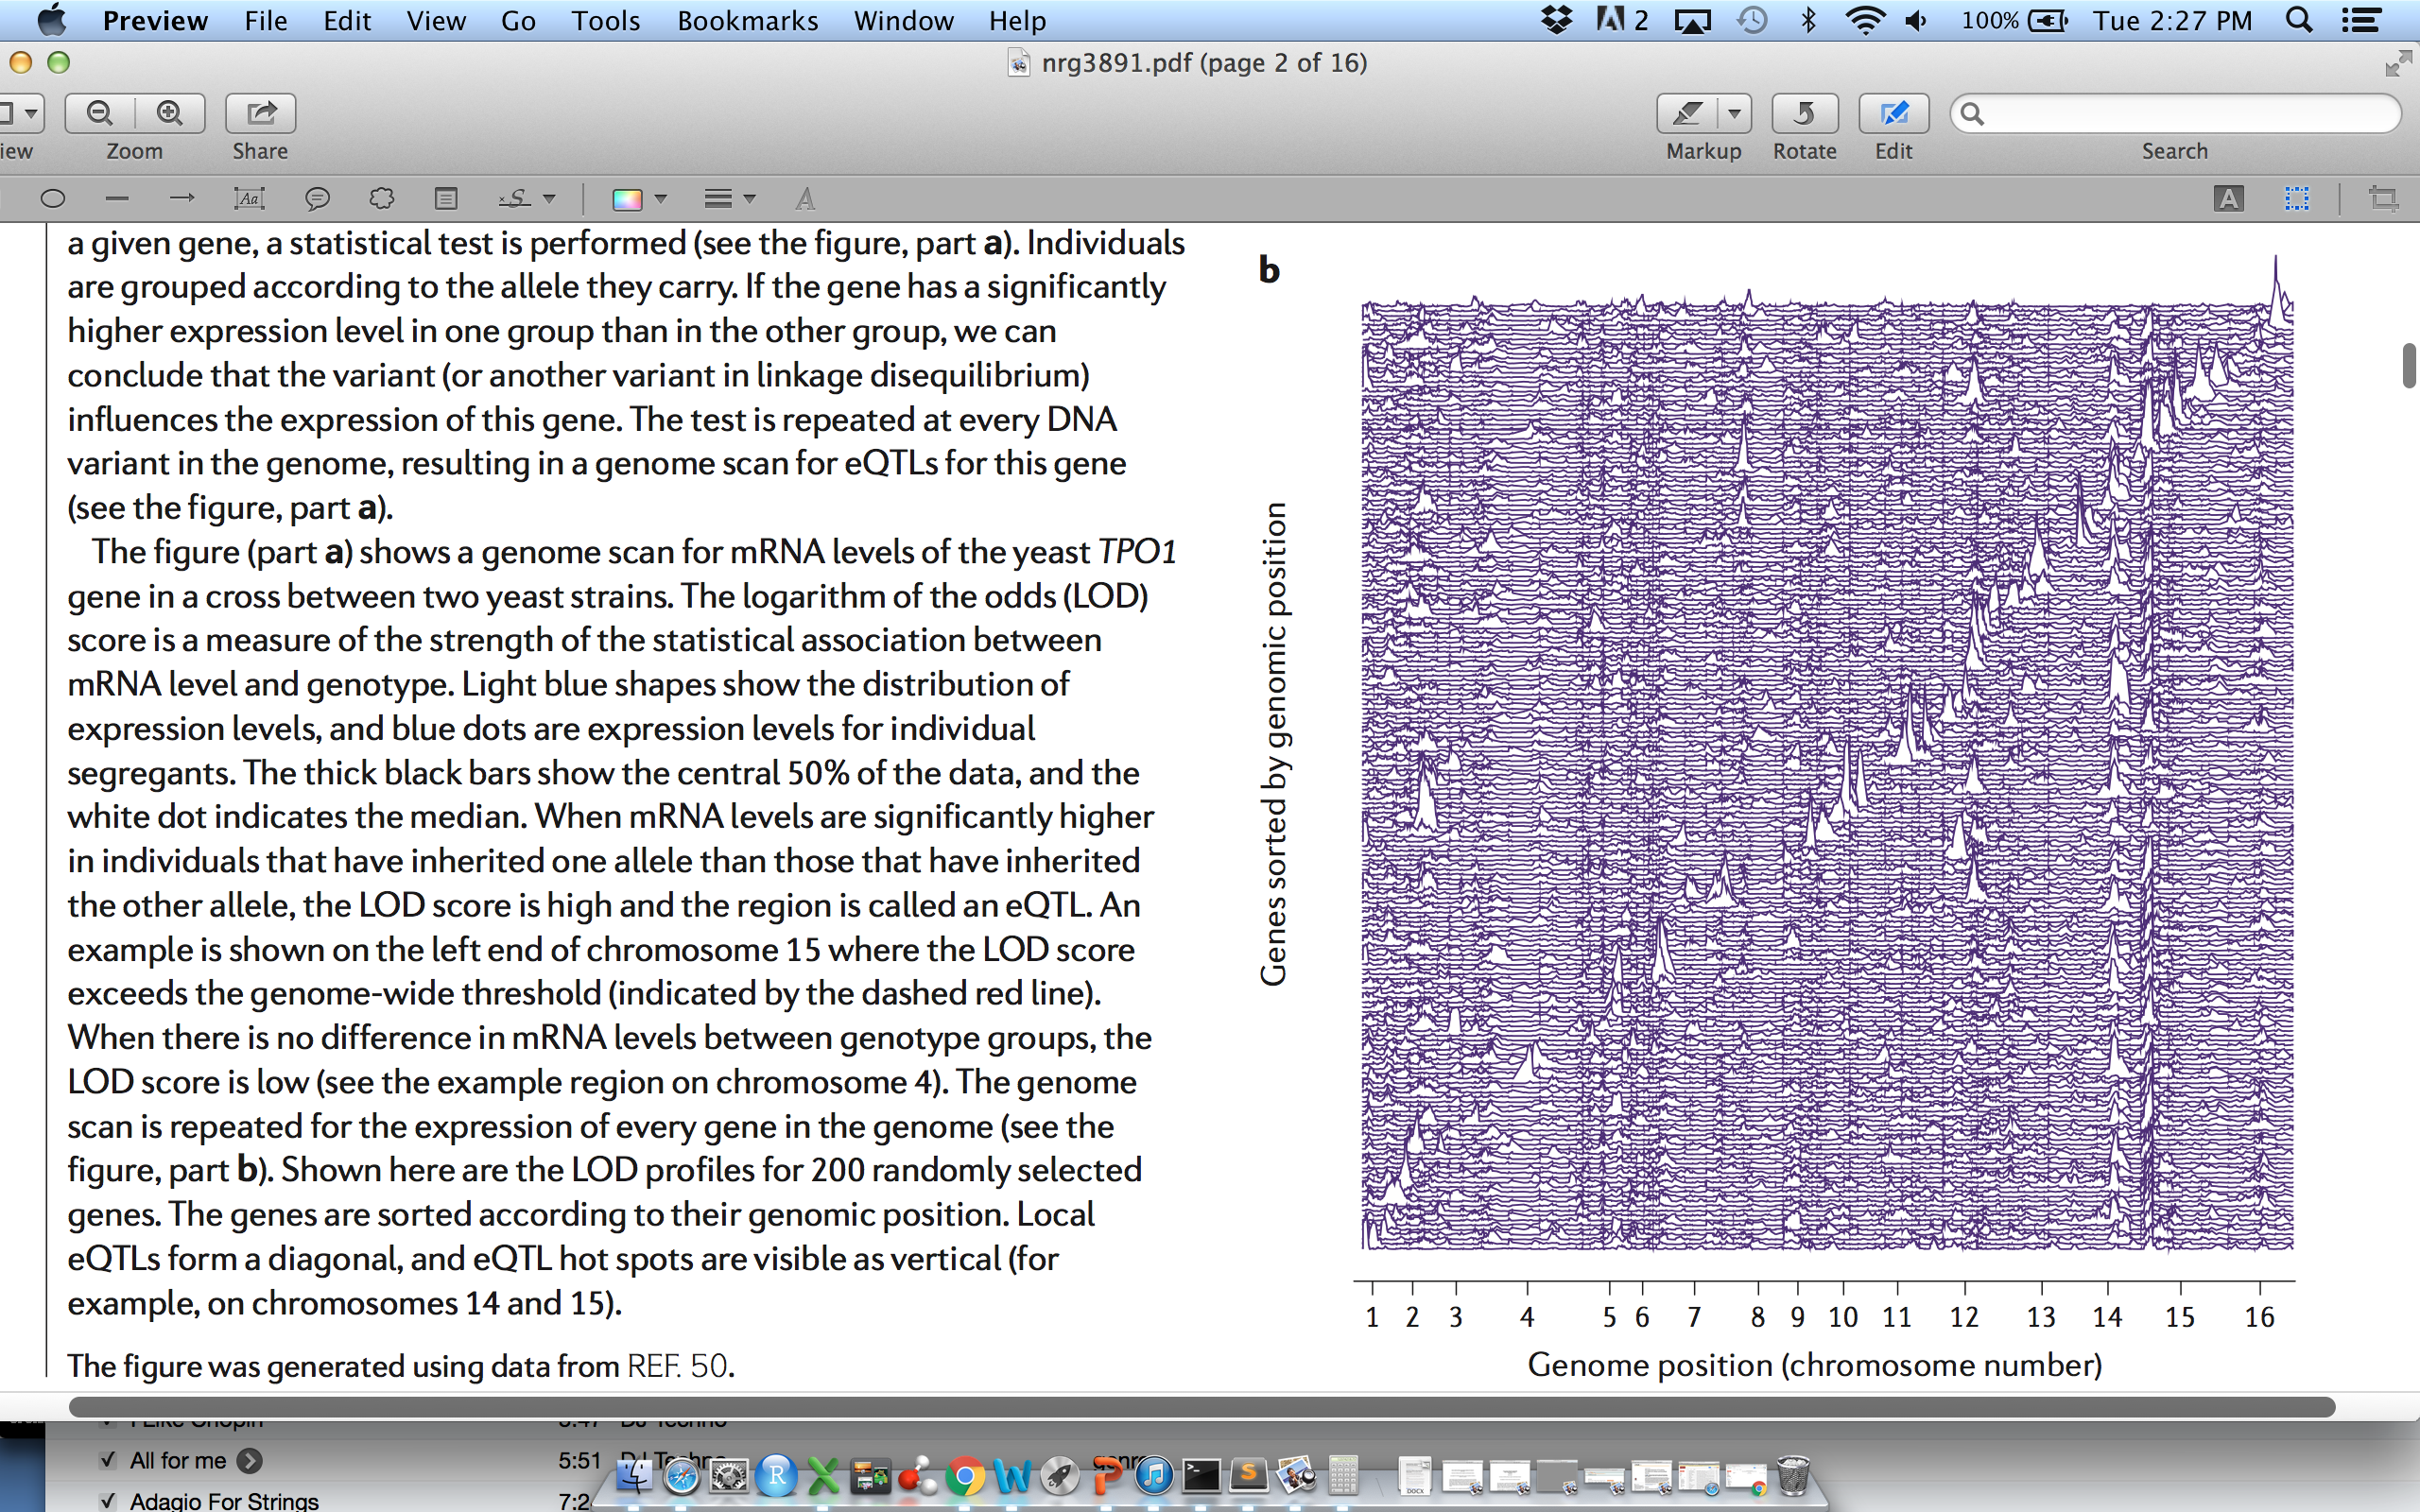 Preview File Edit View Go Tools Bookmarks Window Help
2 100% Tue 2:27 PM
nrg3891.pdf (page 2 of 16)
iew Zoom Share Markup Rotate Edit Search
a given gene, a statistical test is performed (see the figure, part a). Individuals
are grouped according to the allele they carry. If the gene has a significantly
higher expression level in one group than in the other group, we can
conclude that the variant (or another variant in linkage disequilibrium)
influences the expression of this gene. The test is repeated at every DNA
variant in the genome, resulting in a genome scan for eQTLs for this gene
(see the figure, part a).
The figure (part a) shows a genome scan for mRNA levels of the yeast TPO1
gene in a cross between two yeast strains. The logarithm of the odds (LOD)
score is a measure of the strength of the statistical association between
mRNA level and genotype. Light blue shapes show the distribution of
expression levels, and blue dots are expression levels for individual
segregants. The thick black bars show the central 50% of the data, and the
white dot indicates the median. When mRNA levels are significantly higher
in individuals that have inherited one allele than those that have inherited
the other allele, the LOD score is high and the region is called an eQTL. An
example is shown on the left end of chromosome 15 where the LOD score
exceeds the genome-wide threshold (indicated by the dashed red line).
When there is no difference in mRNA levels between genotype groups, the
LOD score is low (see the example region on chromosome 4). The genome
scan is repeated for the expression of every gene in the genome (see the
figure, part b). Shown here are the LOD profiles for 200 randomly selected
genes. The genes are sorted according to their genomic position. Local
eQTLs form a diagonal, and eQTL hot spots are visible as vertical (for
example, on chromosomes 14 and 15).
The figure was generated using data from REF. 50.
b
Genes sorted by genomic position
1 2 3 4 5 6 7 8 9 10 11 12 13 14 15 16
Genome position (chromosome number)
All for me 5:51 DJ
Adagio For Strings 7:2